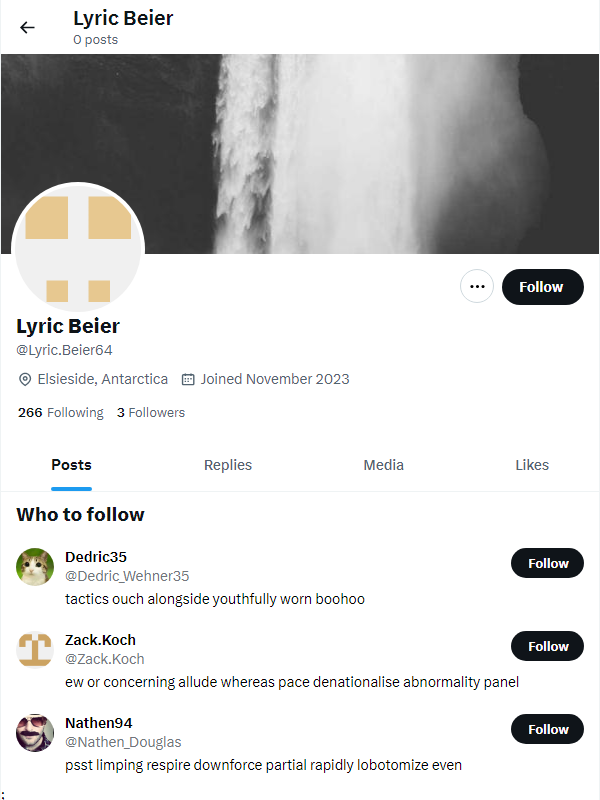 Lyric Beier
0 posts
Follow
Lyric Beier
@Lyric.Beier64
Elsieside, Antarctica Joined November 2023
266 Following 3 Followers
Posts Replies Media Likes
Who to follow
Dedric35
@Dedric_Wehner35
Follow
tactics ouch alongside youthfully worn boohoo
Zack.Koch
@Zack.Koch
Follow
ew or concerning allude whereas pace denationalise abnormality panel
Nathen94
@Nathen_Douglas
Follow
psst limping respire downforce partial rapidly lobotomize even
;